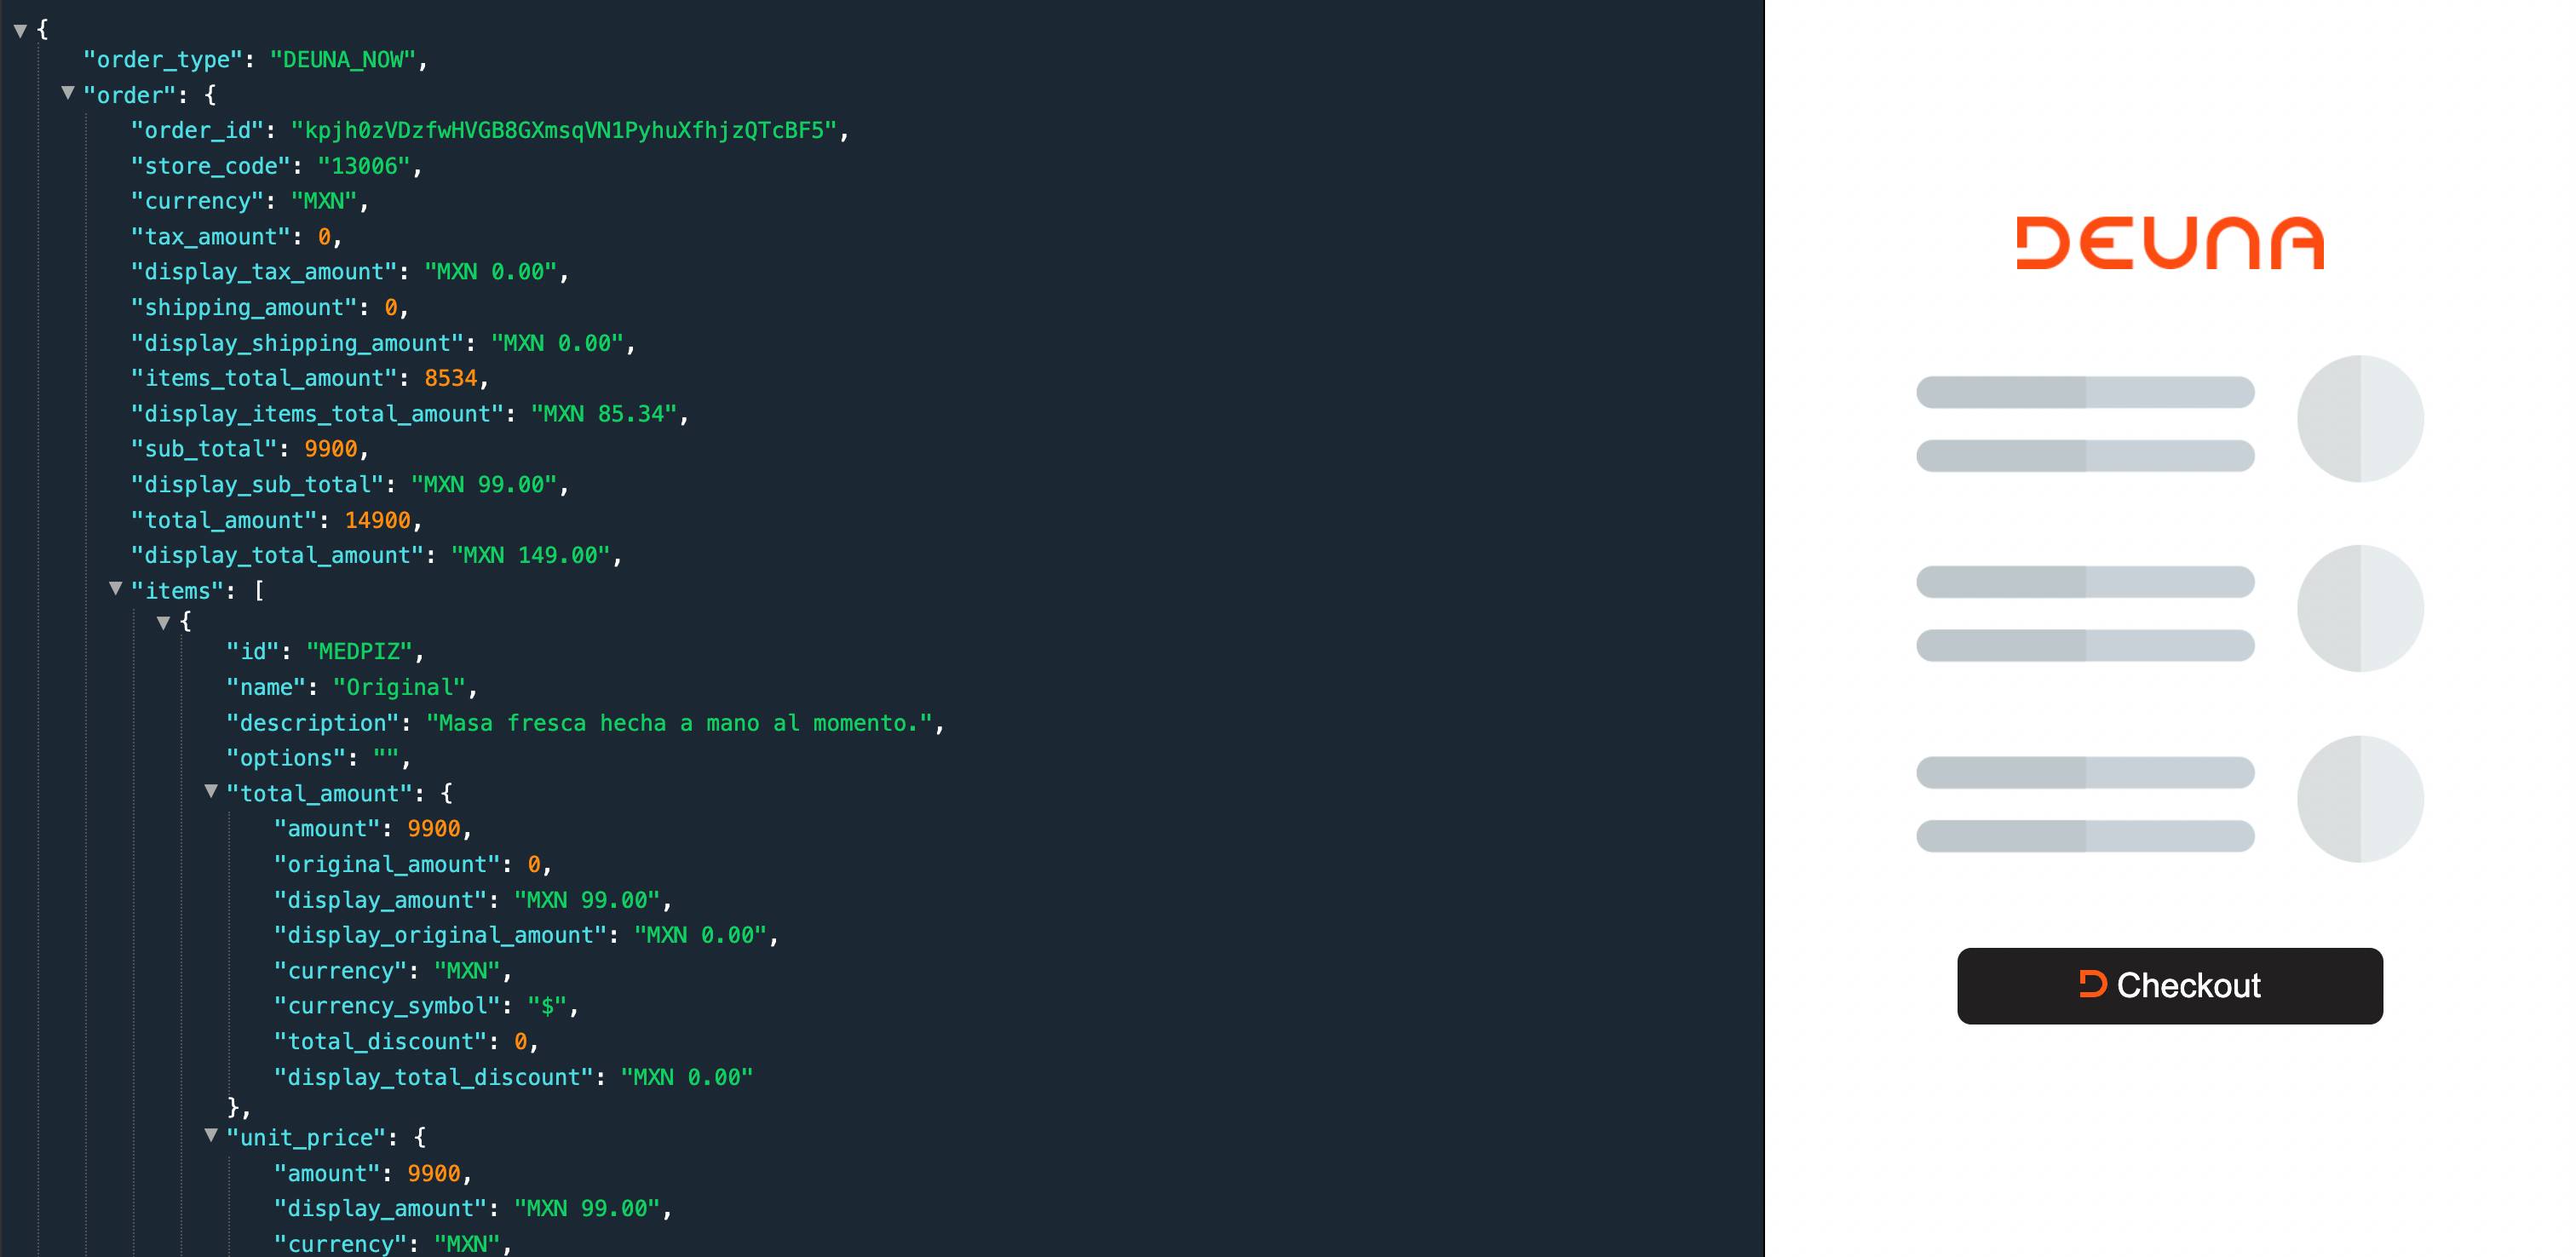 {
"order_type": "DEUNA_NOW",
"order": {
"order_id": "kpjh0zVDzfwHVGB8GXmsqVN1PyhuXfhjzQTcBF5",
"store_code": "13006",
"currency": "MXN",
"tax_amount": 0,
"display_tax_amount": "MXN 0.00",
"shipping_amount": 0,
"display_shipping_amount": "MXN 0.00",
"items_total_amount": 8534,
"display_items_total_amount": "MXN 85.34",
"sub_total": 9900,
"display_sub_total": "MXN 99.00",
"total_amount": 14900,
"display_total_amount": "MXN 149.00",
"items": [
{
"id": "MEDPIZ",
"name": "Original",
"description": "Masa fresca hecha a mano al momento.",
"options": "",
"total_amount": {
"amount": 9900,
"original_amount": 0,
"display_amount": "MXN 99.00",
"display_original_amount": "MXN 0.00",
"currency": "MXN",
"currency_symbol": "$",
"total_discount": 0,
"display_total_discount": "MXN 0.00"
},
"unit_price": {
"amount": 9900,
"display_amount": "MXN 99.00",
"currency": "MXN",
DEUNA
Checkout